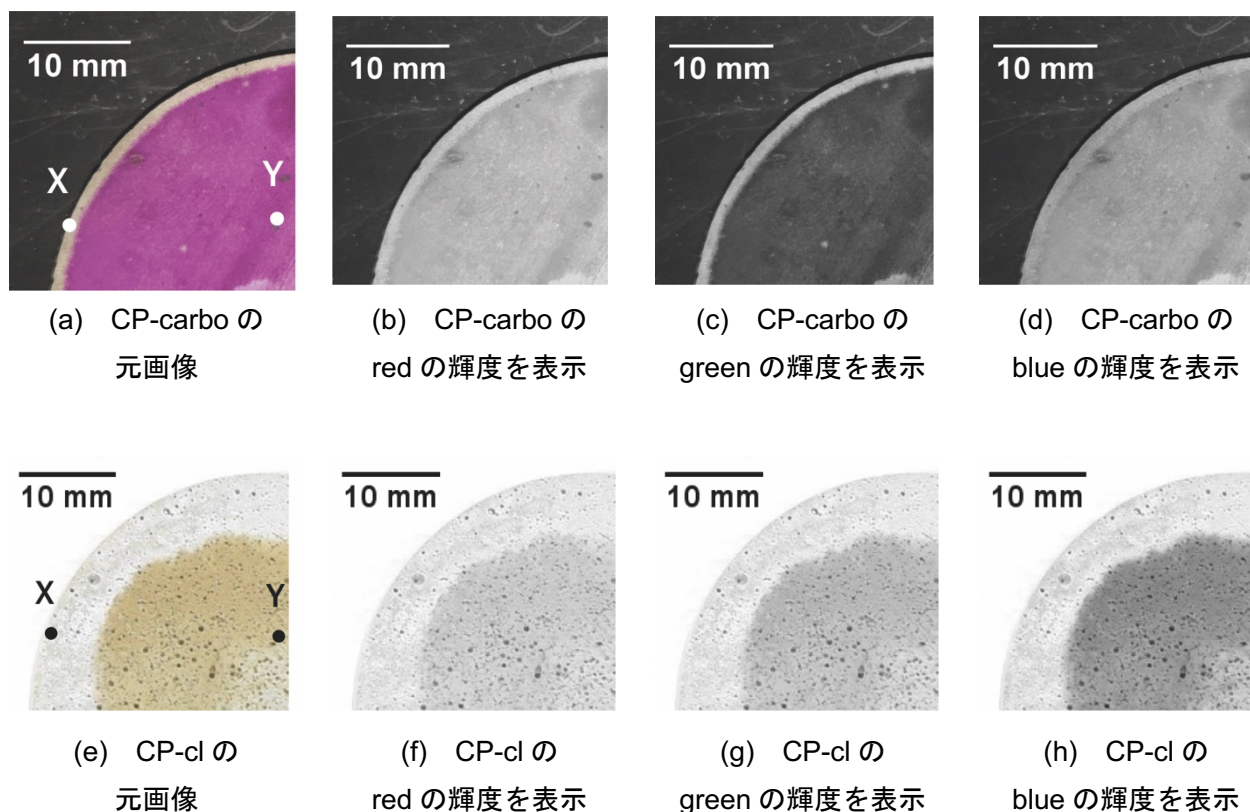 10 mm
10 mm
10 mm
10 mm
X
Y
(a) CP-carbo の
元画像
(b) CP-carbo の
red の輝度を表示
(c) CP-carbo の
green の輝度を表示
(d) CP-carbo の
blue の輝度を表示
10 mm
10 mm
10 mm
10 mm
X
Y
(e) CP-cl の
元画像
(f) CP-cl の
red の輝度を表示
(g) CP-cl の
green の輝度を表示
(h) CP-cl の
blue の輝度を表示